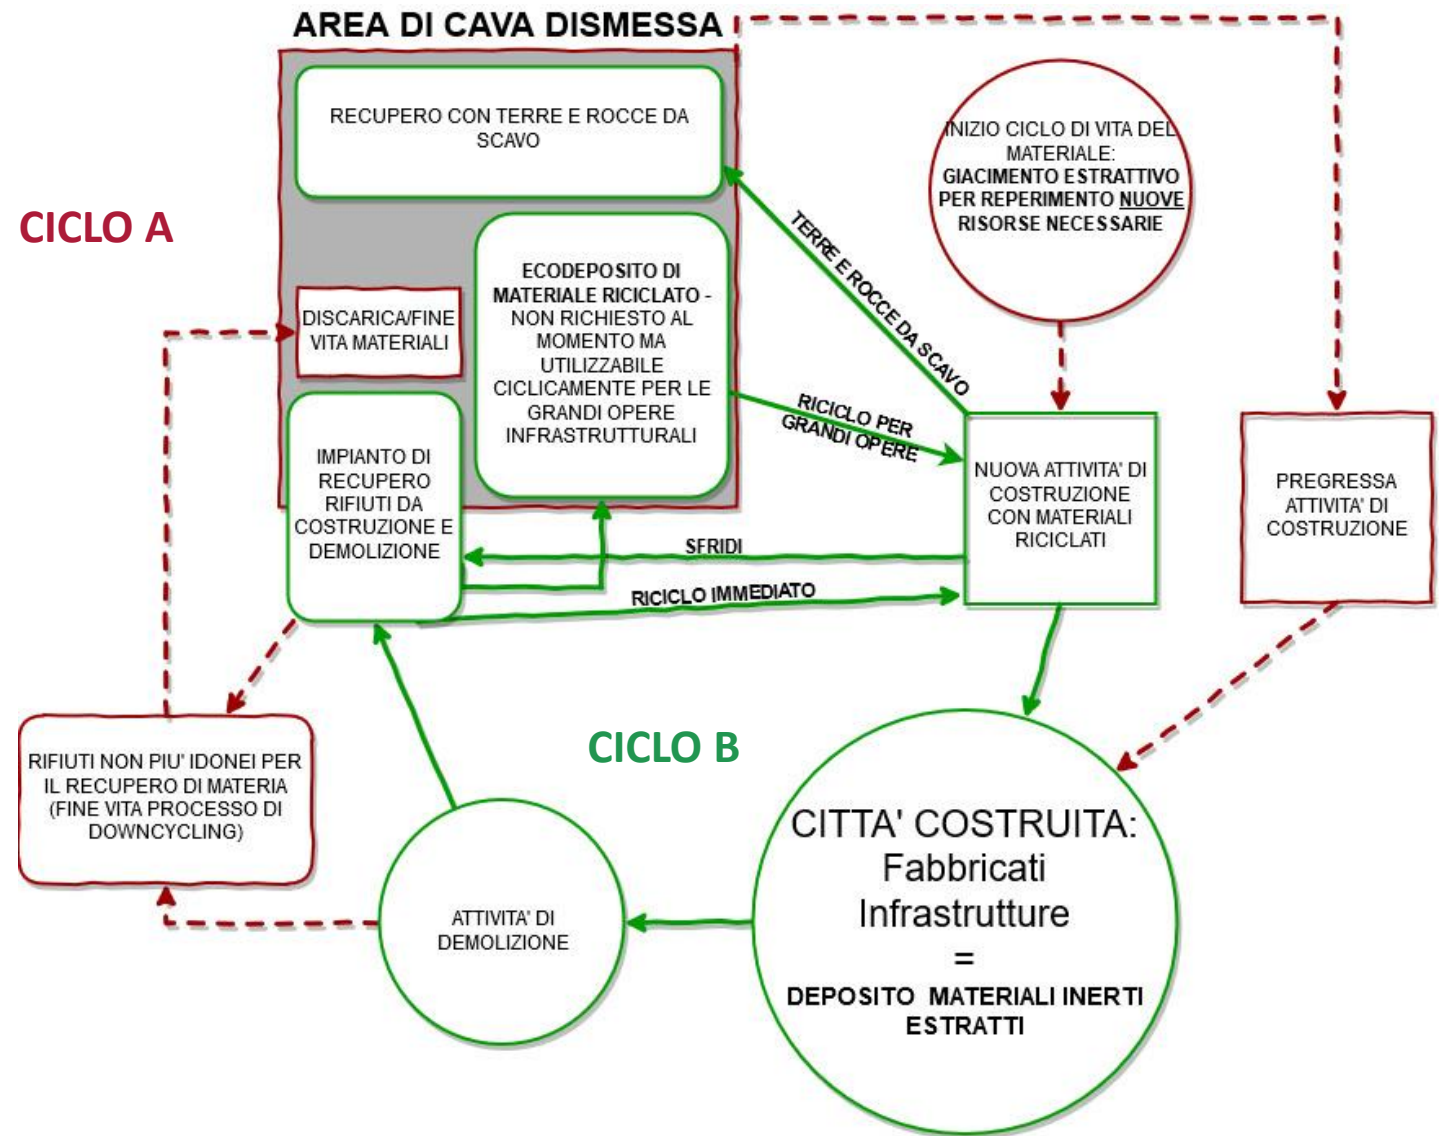 AREA DI CAVA DISMESSA
RECUPERO CON TERRE E ROCCE DA
SCAVO
INIZIO CICLO DI VITA DEL
MATERIALE:
GIACIMENTO ESTRATTIVO
PER REPERIMENTO NUOVE
RISORSE NECESSARIE
CICLO A
TERRE E ROCCE DA SCAVO
ECODEPOSITO DI
MATERIALE RICICLATO -
NON RICHIESTO AL
MOMENTO MA
UTILIZZABILE
CICLICAMENTE PER LE
GRANDI OPERE
INFRASTRUTTURALI
DISCARICA/FINE
VITA MATERIALI
RICICLO PER
GRANDI OPERE
IMPIANTO DI
RECUPERO
RIFIUTI DA
COSTRUZIONE E
DEMOLIZIONE
NUOVA ATTIVITA' DI
COSTRUZIONE
CON MATERIALI
RICICLATI
PREGRESSA
ATTIVITA' DI
COSTRUZIONE
SFRIDI
RICICLO IMMEDIATO
CICLO B
RIFIUTI NON PIU' IDONEI PER
IL RECUPERO DI MATERIA
(FINE VITA PROCESSO DI
DOWNCYCLING)
CITTA' COSTRUITA:
Fabbricati
Infrastrutture
=
DEPOSITO MATERIALI INERTI
ESTRATTI
ATTIVITA' DI
DEMOLIZIONE